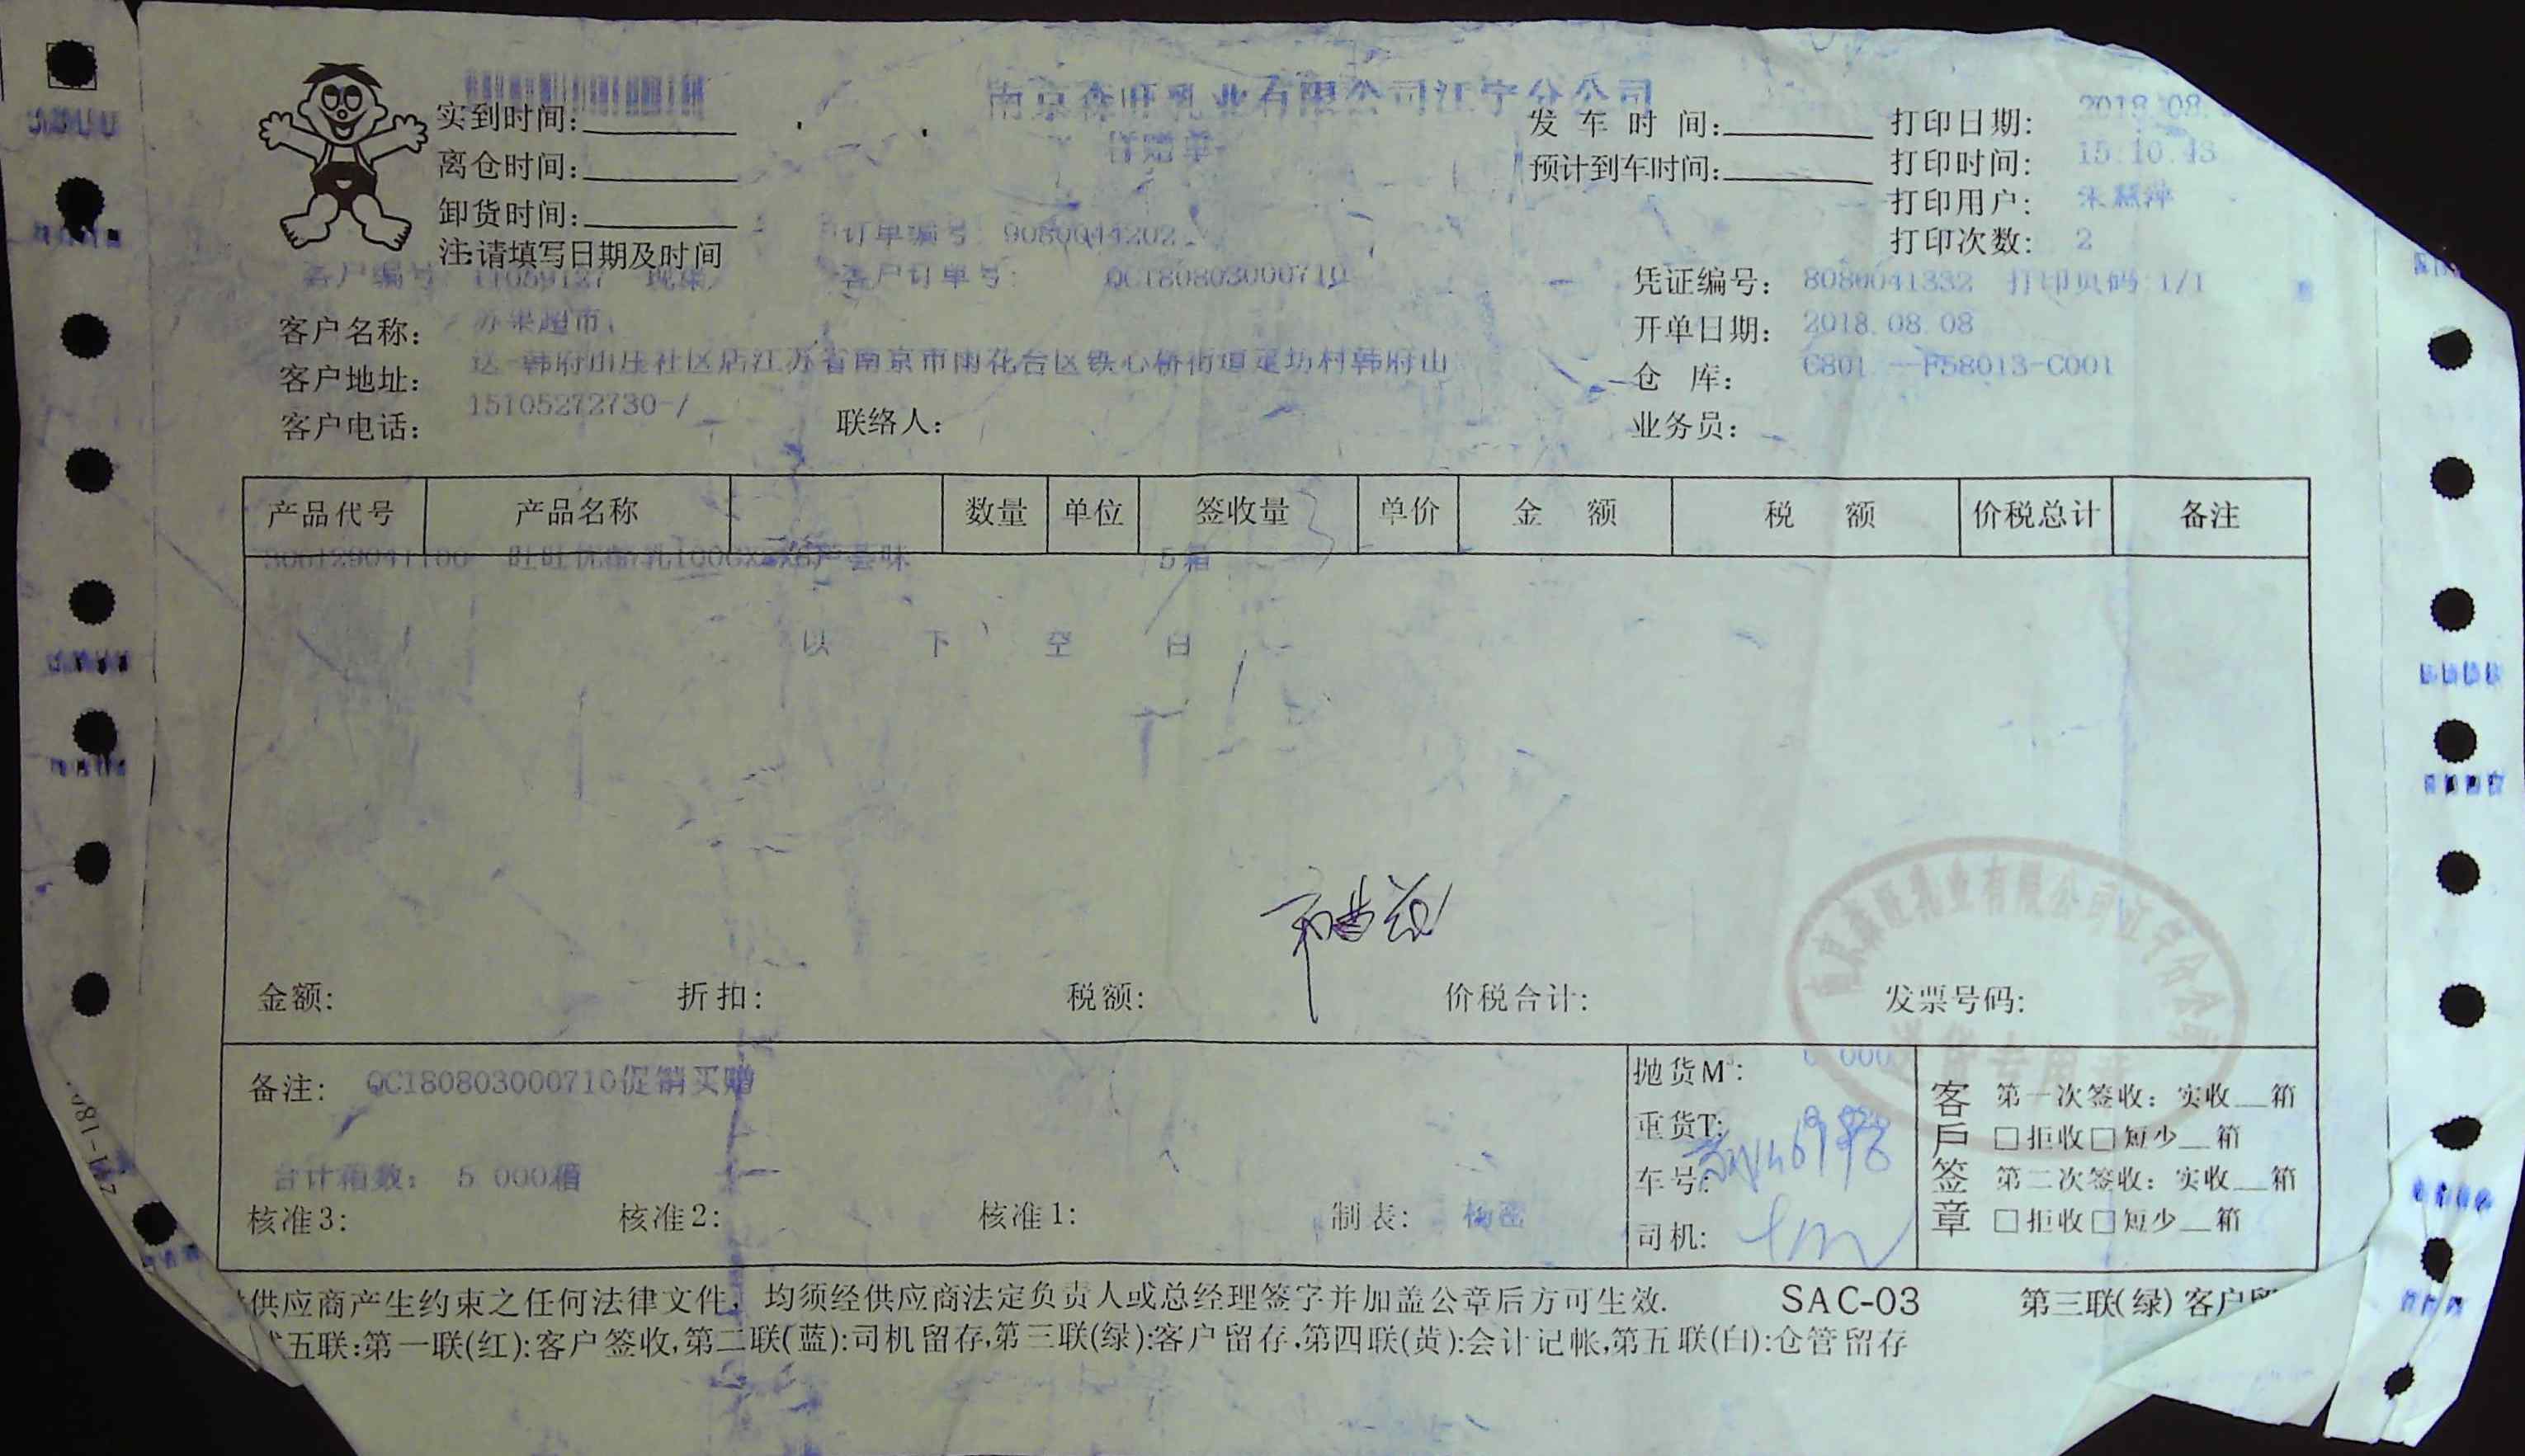 南京森旺乳业有限公司江宁分公司
样赠单
实到时间:
离仓时间:
卸货时间:
注:请填写日期及时间
发车时间:
预计到车时间:
打印日期: 2018.08.
打印时间: 15:10:43
打印用户: 朱慧萍
打印次数: 2
订单编号: 9080044202
客户编号: 11059127 现渠
客户订单号: QC180803000710
凭证编号: 8080041332 打印页码:1/1
客户名称: 苏果超市
开单日期: 2018.08.08
客户地址: 送-韩府山庄社区店江苏省南京市雨花台区铁心桥街道定坊村韩府山
仓库: C801 --F58013-C001
客户电话: 15105272730-/
联络人:
业务员:
产品代号 产品名称 数量 单位 签收量 单价 金额 税额 价税总计 备注
5箱
以下空白
金额: 折扣: 税额: 价税合计: 发票号码:
备注: QC180803000710促销买赠
合计箱数: 5.000箱
核准3: 核准2: 核准1: 制表:
抛货M³:
重货T:
车号:
司机:
客户签章
第一次签收: 实收__箱
□拒收□短少__箱
第二次签收: 实收__箱
□拒收□短少__箱
供应商产生约束之任何法律文件, 均须经供应商法定负责人或总经理签字并加盖公章后方可生效.
SAC-03
第三联(绿)客户
五联:第一联(红):客户签收,第二联(蓝):司机留存,第三联(绿):客户留存,第四联(黄):会计记帐,第五联(白):仓管留存